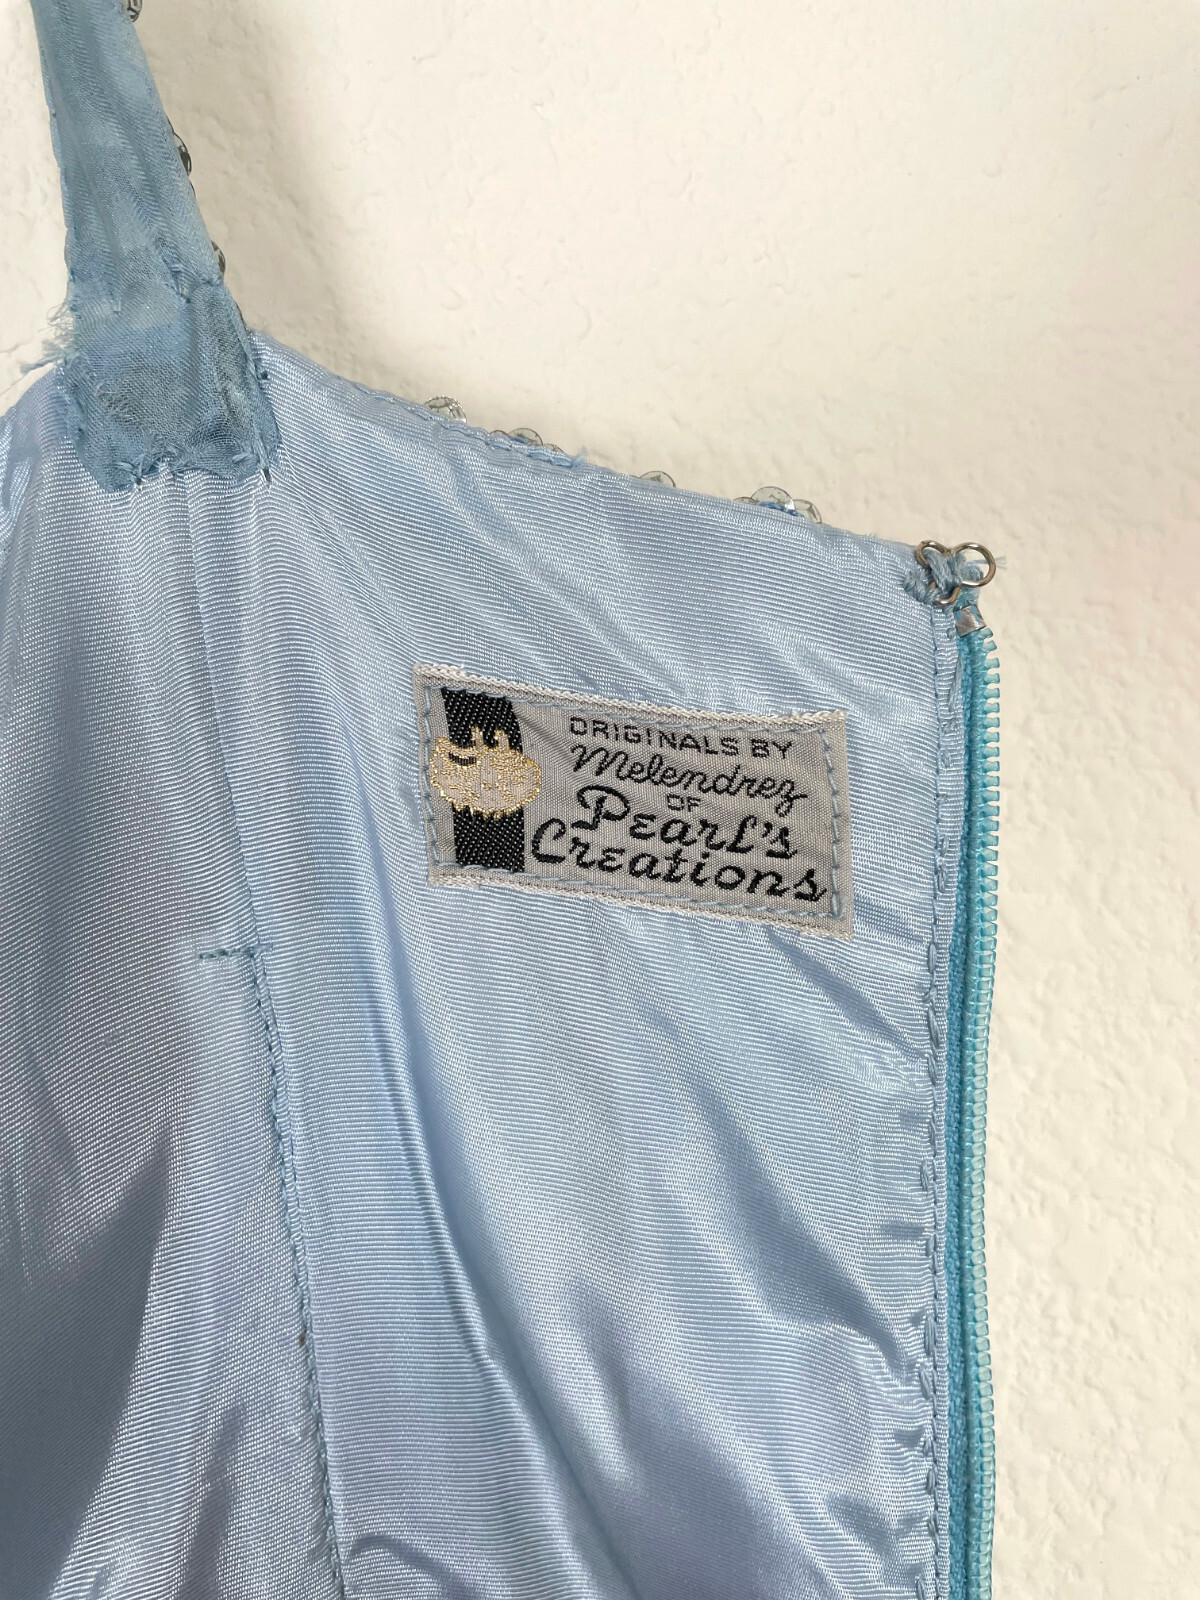 ORIGINALS BY
Melendrez
OF
Pearl's
Creations